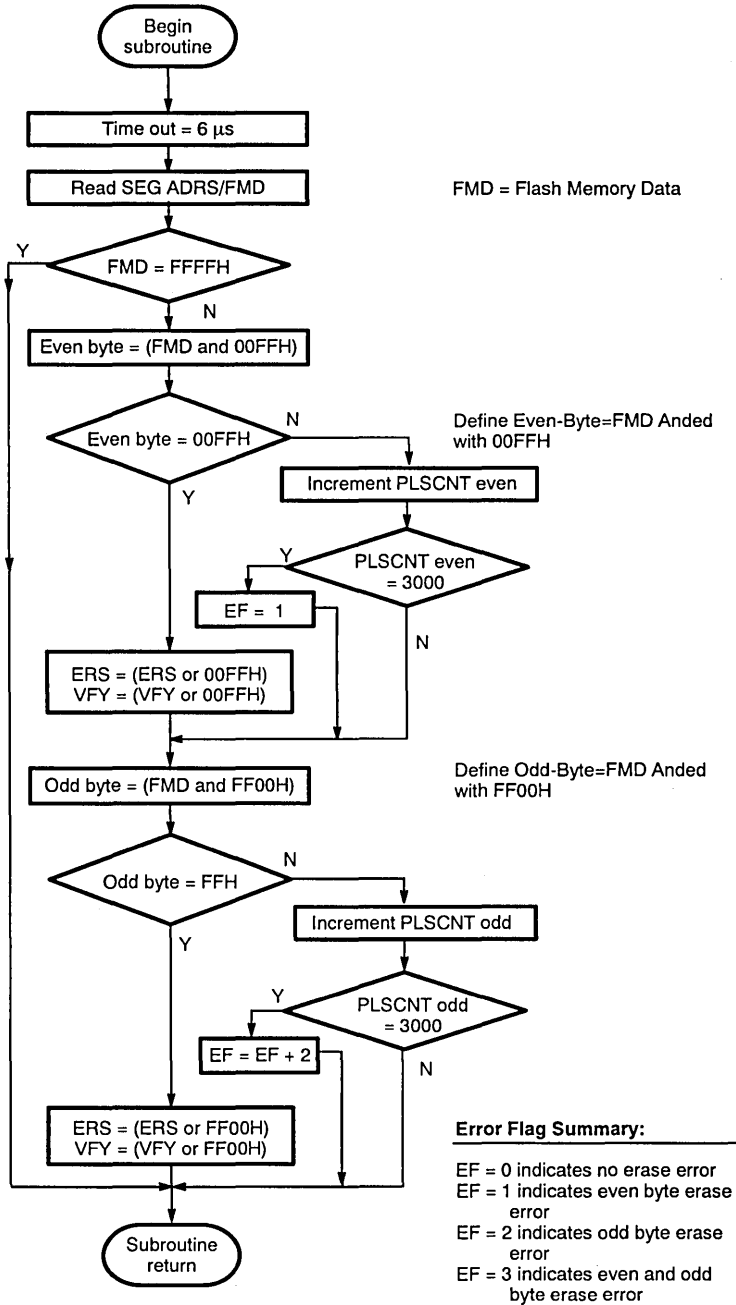 Begin
subroutine
Time out = 6 µs
Read SEG ADRS/FMD
FMD = Flash Memory Data
Y
FMD = FFFFH
N
Even byte = (FMD and 00FFH)
N
Define Even-Byte=FMD Anded
with 00FFH
Even byte = 00FFH
Increment PLSCNT even
Y
Y
PLSCNT even
= 3000
EF = 1
N
ERS = (ERS or 00FFH)
VFY = (VFY or 00FFH)
Odd byte = (FMD and FF00H)
Define Odd-Byte=FMD Anded
with FF00H
N
Odd byte = FFH
Increment PLSCNT odd
Y
Y
PLSCNT odd
= 3000
EF = EF + 2
N
ERS = (ERS or FF00H)
VFY = (VFY or FF00H)
Error Flag Summary:
EF = 0 indicates no erase error
EF = 1 indicates even byte erase
error
EF = 2 indicates odd byte erase
error
EF = 3 indicates even and odd
byte erase error
Subroutine
return